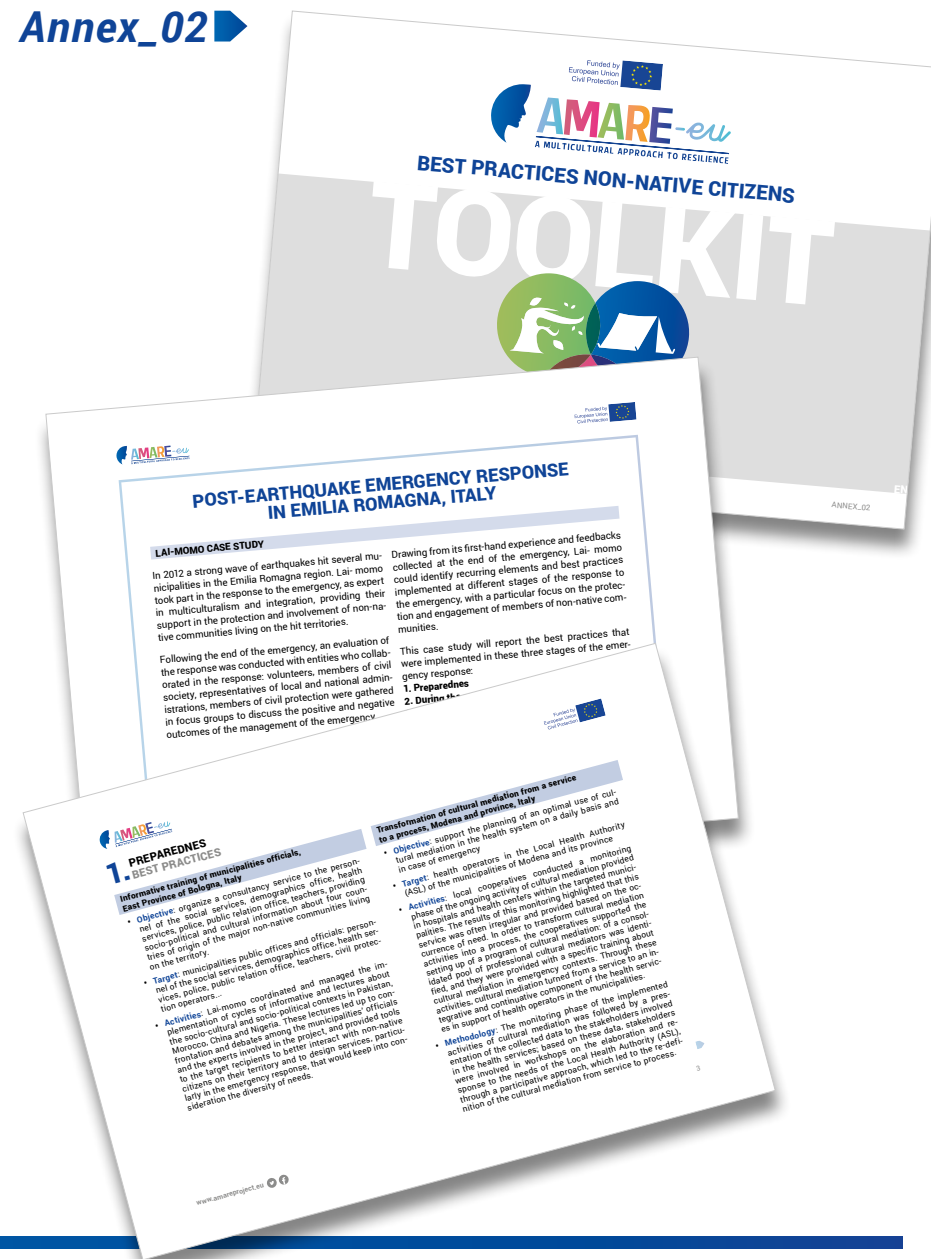 Annex_02
Funded by
European Union
Civil Protection
AMARE-eu
A MULTICULTURAL APPROACH TO RESILIENCE
BEST PRACTICES NON-NATIVE CITIZENS
TOOLKIT
EN
ANNEX_02
Funded by
European Union
Civil Protection
AMARE-eu
POST-EARTHQUAKE EMERGENCY RESPONSE
IN EMILIA ROMAGNA, ITALY
LAI-MOMO CASE STUDY
In 2012 a strong wave of earthquakes hit several mu-
nicipalities in the Emilia Romagna region. Lai- momo
took part in the response to the emergency, as expert
in multiculturalism and integration, providing their
support in the protection and involvement of non-na-
tive communities living on the hit territories.
Following the end of the emergency, an evaluation of
the response was conducted with entities who collab-
orated in the response: volunteers, members of civil
society, representatives of local and national admin-
istrations, members of civil protection were gathered
in focus groups to discuss the positive and negative
outcomes of the management of the emergency
Drawing from its first-hand experience and feedbacks
collected at the end of the emergency, Lai- momo
could identify recurring elements and best practices
implemented at different stages of the response to
the emergency, with a particular focus on the protec-
tion and engagement of members of non-native com-
munities.
This case study will report the best practices that
were implemented in these three stages of the emer-
gency response:
1. Preparednes
2. During the
Funded by
European Union
Civil Protection
AMARE-eu
1. PREPAREDNES
BEST PRACTICES
Informative training of municipalities officials,
East Province of Bologna, Italy
• Objective: organize a consultancy service to the person-
nel of the social services, demographics office, health
services, police, public relation office, teachers, providing
socio-political and cultural information about four coun-
tries of origin of the major non-native communities living
on the territory.
• Target: municipalities public offices and officials: person-
nel of the social services, demographics office, health ser-
vices, police, public relation office, teachers, civil protec-
tion operators...
• Activities: Lai-momo coordinated and managed the im-
plementation of cycles of informative and lectures about
the socio-cultural and socio-political contexts in Pakistan,
Morocco, China and Nigeria. These lectures led up to con-
frontation and debates among the municipalities' officials
and the experts involved in the project, and provided tools
to the target recipients to better interact with non-native
citizens on their territory and to design services, particu-
larly in the emergency response, that would keep into con-
sideration the diversity of needs.
Transformation of cultural mediation from a service
to a process, Modena and province, Italy
• Objective: support the planning of an optimal use of cul-
tural mediation in the health system on a daily basis and
in case of emergency
• Target: health operators in the Local Health Authority
(ASL) of the municipalities of Modena and its province
• Activities: local cooperatives conducted a monitoring
phase of the ongoing activity of cultural mediation provided
in hospitals and health centers within the targeted munici-
palities. The results of this monitoring highlighted that this
service was often irregular and provided based on the oc-
currence of need. In order to transform cultural mediation
activities into a process, the cooperatives supported the
setting up of a program of cultural mediation: of a consol-
idated pool of professional cultural mediators was identi-
fied, and they were provided with a specific training about
cultural mediation in emergency contexts. Through these
activities, cultural mediation turned from a service to an in-
tegrative and continuative component of the health servic-
es in support of health operators in the municipalities.
• Methodology: The monitoring phase of the implemented
activities of cultural mediation was followed by a pres-
entation of the collected data to the stakeholders involved
in the health services; based on these data, stakeholders
were involved in workshops on the elaboration and re-
sponse to the needs of the Local Health Authority (ASL),
through a participative approach, which led to the re-defi-
nition of the cultural mediation from service to process.
3
www.amareproject.eu